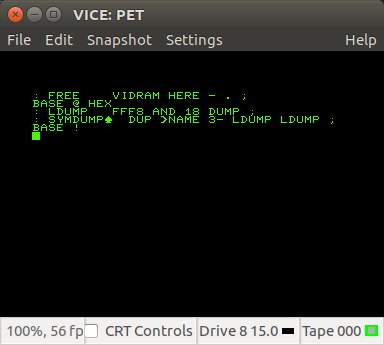 VICE: PET
File Edit Snapshot Settings Help
: FREE    VIDRAM HERE - . ;
BASE @ HEX
: LDUMP   FFF8 AND 18 DUMP ;
: SYMDUMP♠  DUP >NAME 3- LDUMP LDUMP ;
BASE !
100%, 56 fp CRT Controls Drive 8 15.0 Tape 000